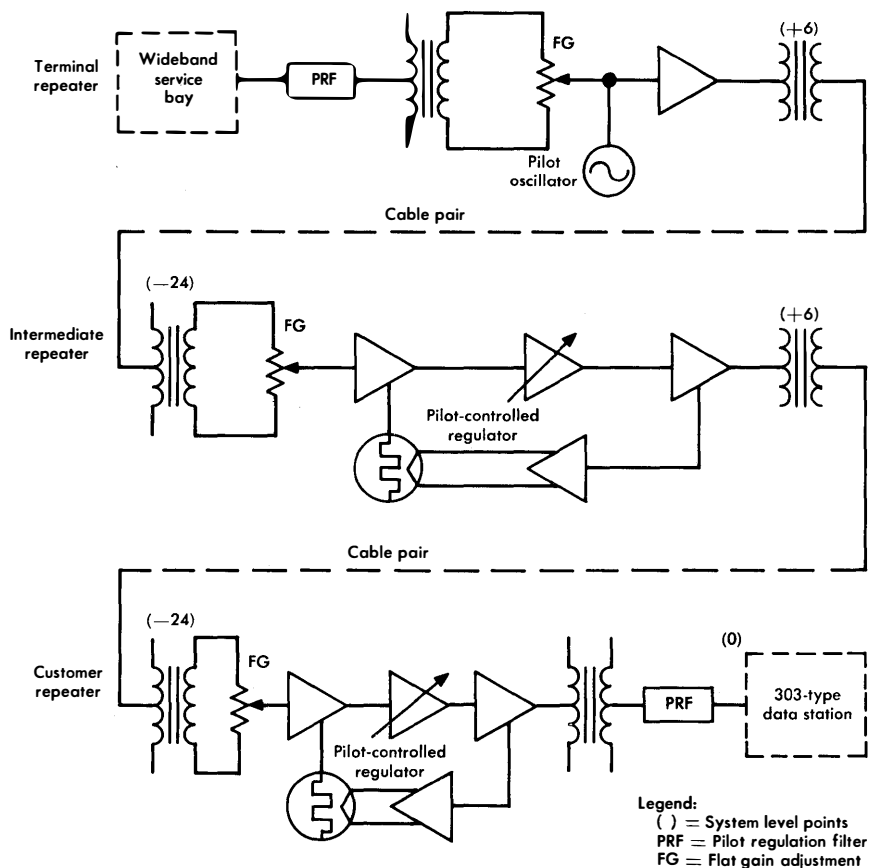 Terminal
repeater
Wideband
service
bay
PRF
FG
(+6)
Pilot
oscillator
Cable pair
Intermediate
repeater
(—24)
FG
(+6)
Pilot-controlled
regulator
Cable pair
Customer
repeater
(—24)
FG
Pilot-controlled
regulator
PRF
(0)
303-type
data station
Legend:
( ) = System level points
PRF = Pilot regulation filter
FG = Flat gain adjustment